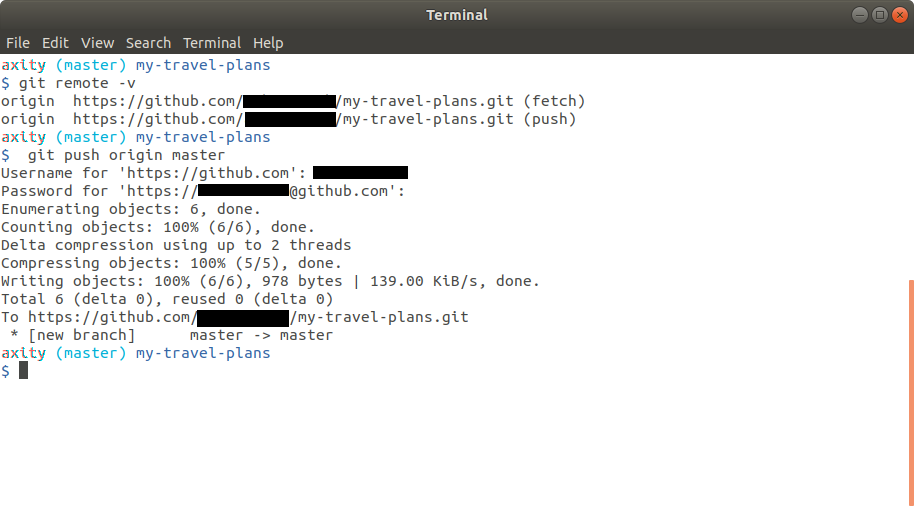 Terminal
File Edit View Search Terminal Help
axity (master) my-travel-plans
$ git remote -v
origin  https://github.com/ /my-travel-plans.git (fetch)
origin  https://github.com/ /my-travel-plans.git (push)
axity (master) my-travel-plans
$  git push origin master
Username for 'https://github.com':
Password for 'https:// @github.com':
Enumerating objects: 6, done.
Counting objects: 100% (6/6), done.
Delta compression using up to 2 threads
Compressing objects: 100% (5/5), done.
Writing objects: 100% (6/6), 978 bytes | 139.00 KiB/s, done.
Total 6 (delta 0), reused 0 (delta 0)
To https://github.com/ /my-travel-plans.git
 * [new branch]      master -> master
axity (master) my-travel-plans
$